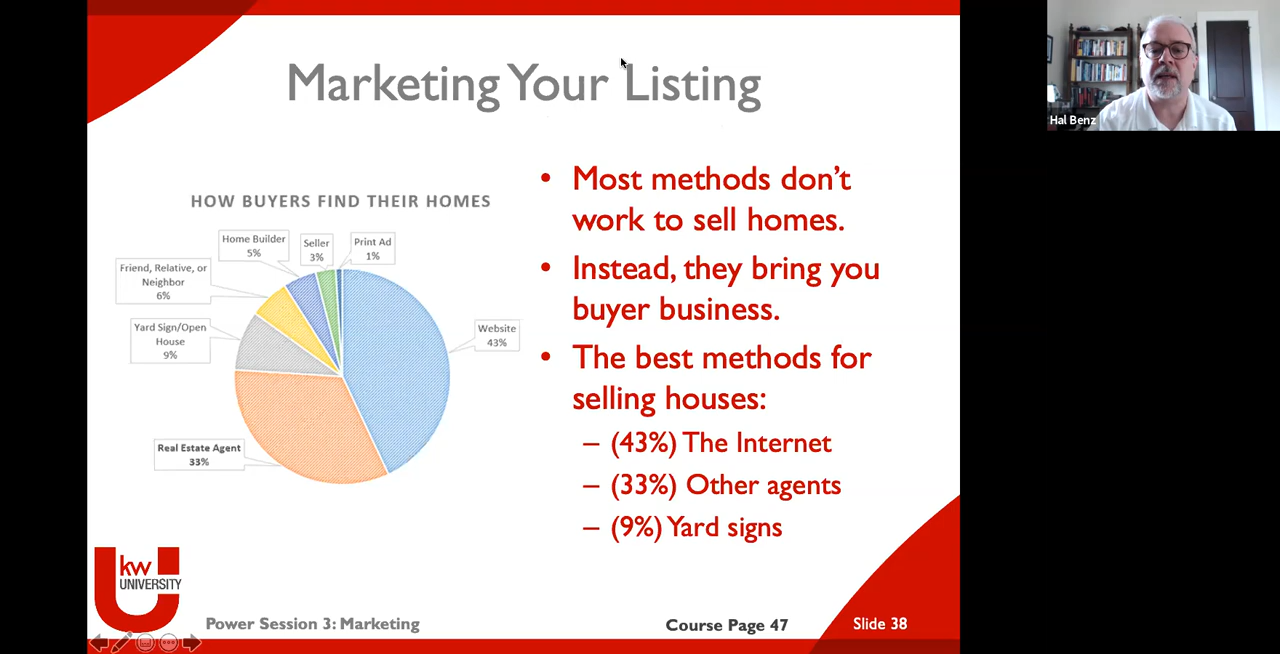 Marketing Your Listing
Hal Benz
HOW BUYERS FIND THEIR HOMES
Home Builder
5%
Seller
3%
Print Ad
1%
Friend, Relative, or
Neighbor
6%
Yard Sign/Open
House
9%
Website
43%
Real Estate Agent
33%
• Most methods don’t
work to sell homes.
• Instead, they bring you
buyer business.
• The best methods for
selling houses:
– (43%) The Internet
– (33%) Other agents
– (9%) Yard signs
kw
UNIVERSITY
Power Session 3: Marketing
Course Page 47
Slide 38